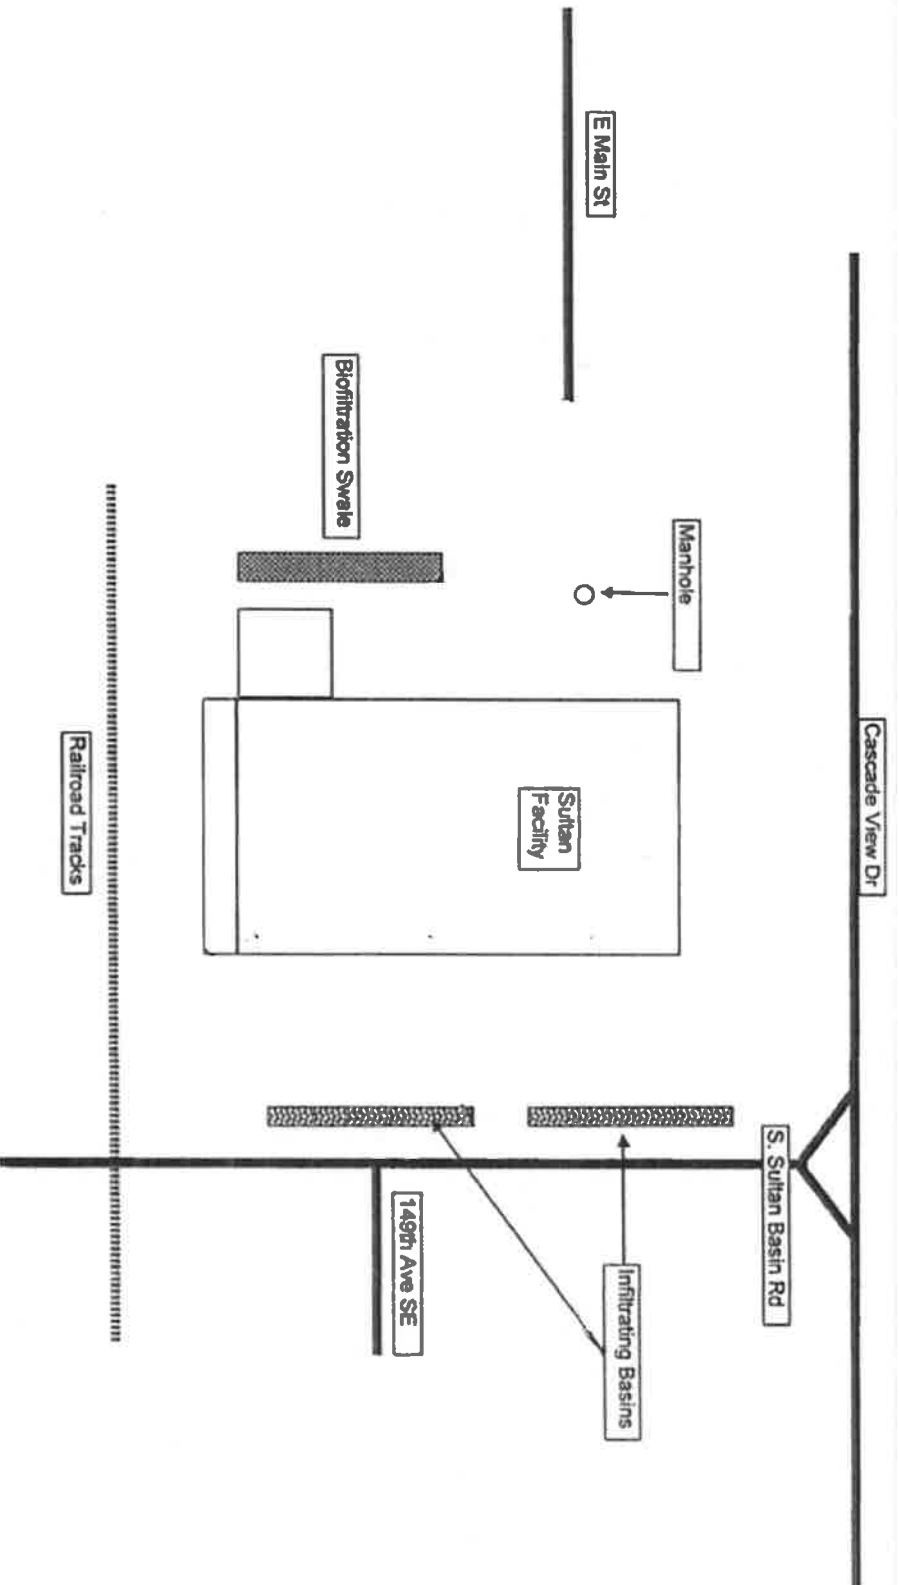 Cascade View Dr
E Main St
Manhole
S. Sultan Basin Rd
Sultan
Facility
Infiltrating Basins
Biofiltration Swale
149th Ave SE
Railroad Tracks